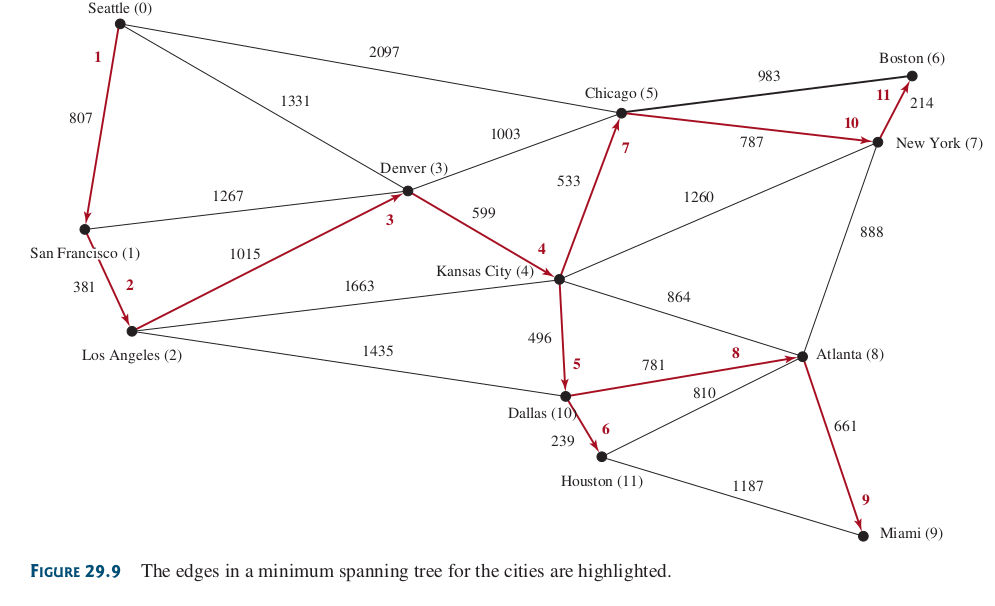 Seattle (0)
1
2097
Boston (6)
983
Chicago (5)
11
214
1331
807
10
1003
787
New York (7)
7
Denver (3)
533
1267
1260
3
599
888
4
San Francisco (1)
1015
Kansas City (4)
381
2
1663
864
496
1435
8
Los Angeles (2)
5
781
Atlanta (8)
810
Dallas (10)
661
6
239
Houston (11)
1187
9
Miami (9)
FIGURE 29.9 The edges in a minimum spanning tree for the cities are highlighted.